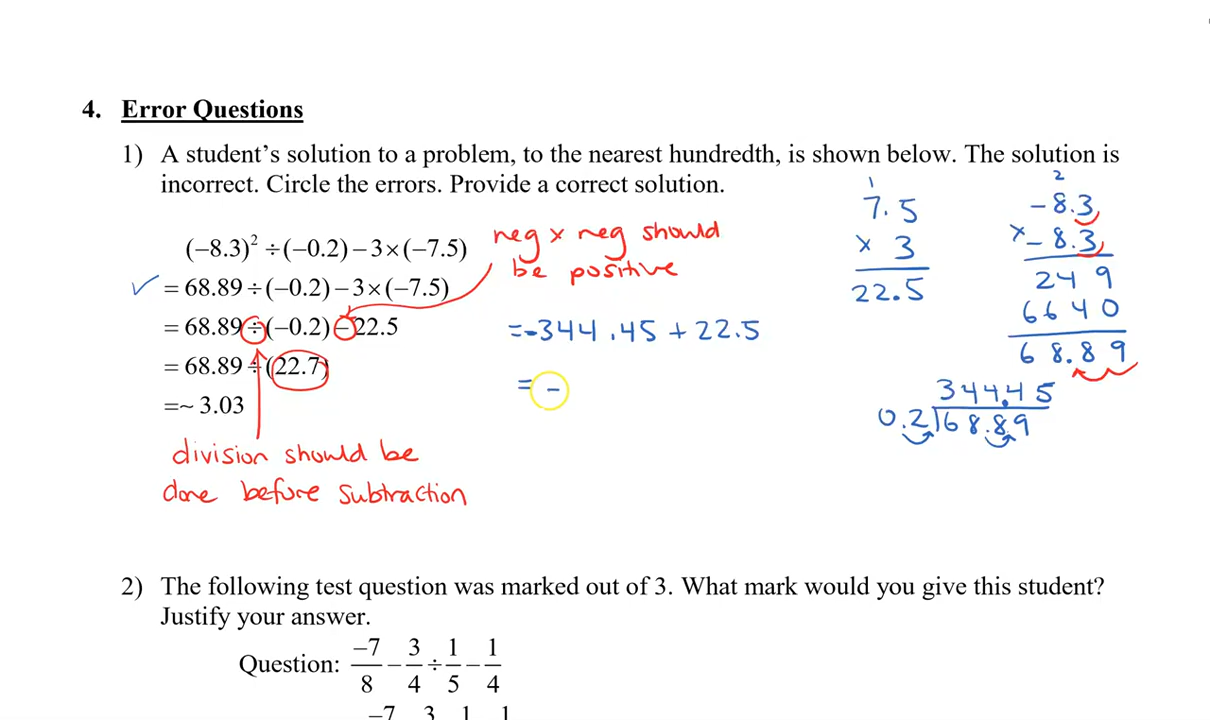 4. Error Questions
1) A student's solution to a problem, to the nearest hundredth, is shown below. The solution is
incorrect. Circle the errors. Provide a correct solution.
(−8.3)² ÷ (−0.2) − 3 × (−7.5)
✓ = 68.89 ÷ (−0.2) − 3 × (−7.5)
= 68.89 ÷ (−0.2) − 22.5
= 68.89 ÷ (22.7)
=~ 3.03
division should be
done before subtraction
neg × neg should
be positive
= -344.45 + 22.5
= -
1
7.5
× 3
22.5
2
-8.3
× -8.3
249
6640
68.89
344.45
0.2)68.89
2) The following test question was marked out of 3. What mark would you give this student?
Justify your answer.
Question: −7/8 − 3/4 ÷ 1/5 − 1/4
−7 3 1 1